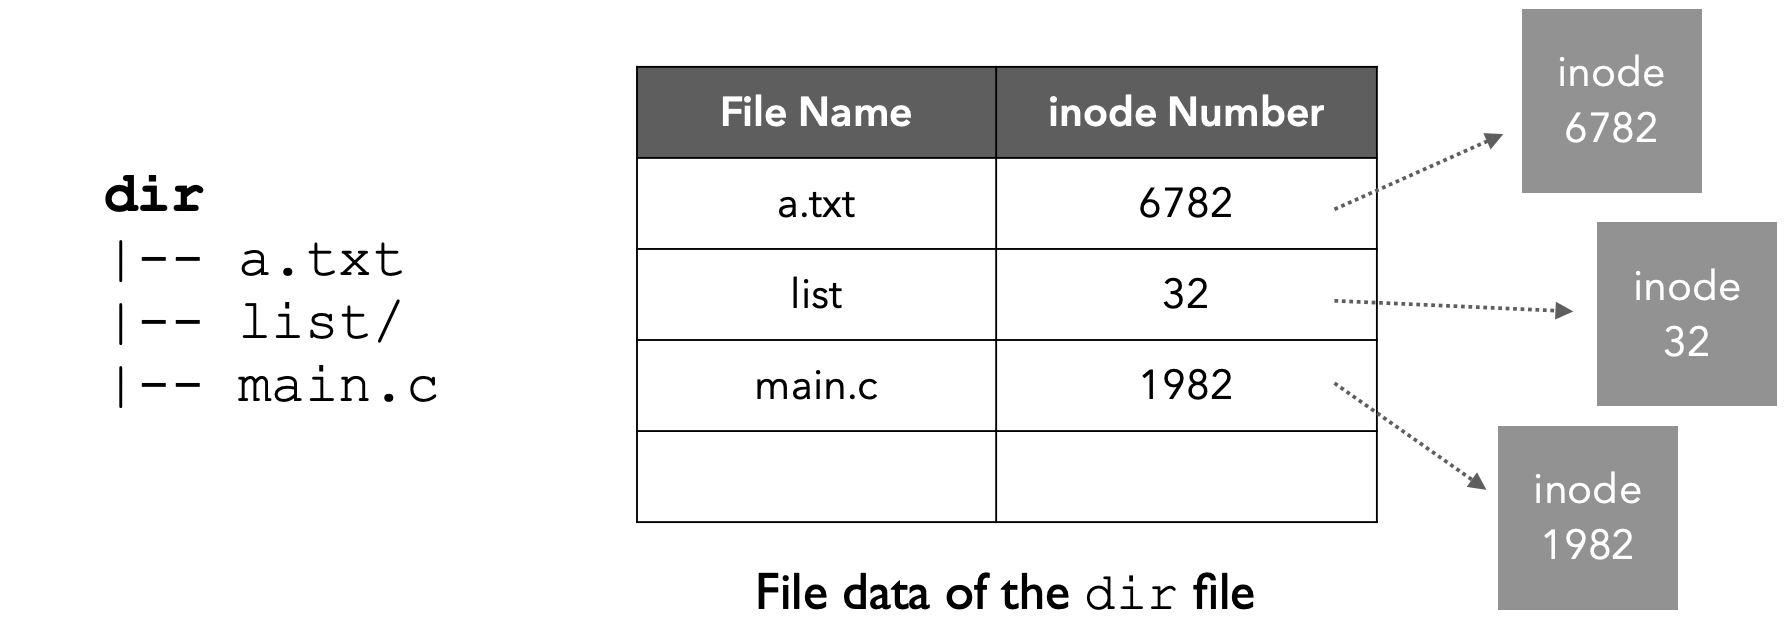 dir
|-- a.txt
|-- list/
|-- main.c
File Name inode Number
a.txt 6782
list 32
main.c 1982
inode
6782
inode
32
inode
1982
File data of the dir file